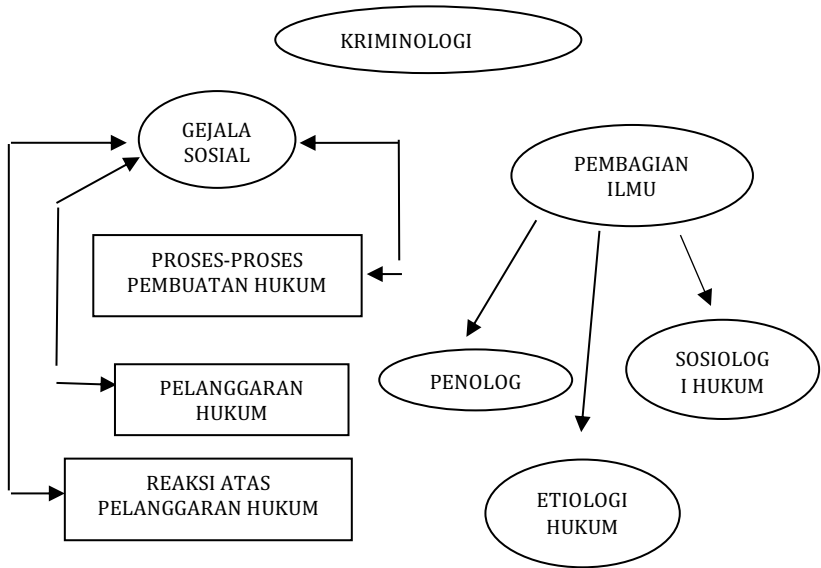 KRIMINOLOGI
GEJALA
SOSIAL
PROSES-PROSES
PEMBUATAN HUKUM
PELANGGARAN
HUKUM
REAKSI ATAS
PELANGGARAN HUKUM
PEMBAGIAN
ILMU
PENOLOG
SOSIOLOG
I HUKUM
ETIOLOGI
HUKUM